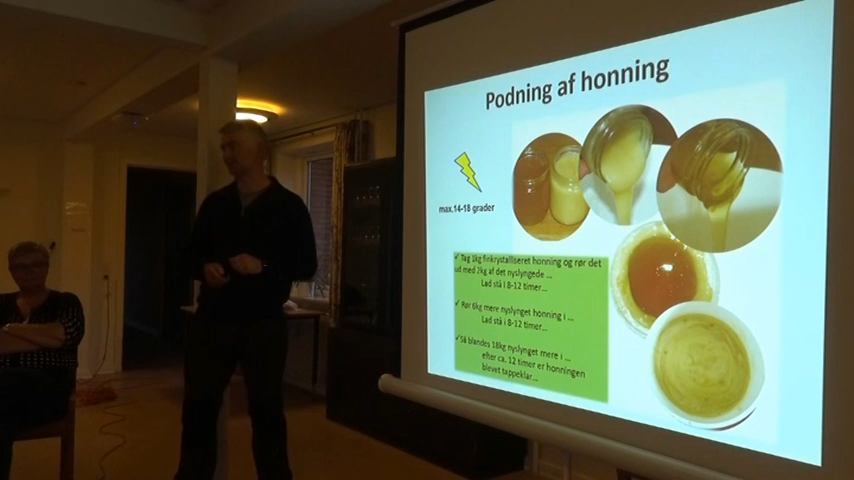 Podning af honning
max.14-18 grader
✓ Tag 1kg finkrystalliseret honning og rør det
ud med 2kg af det nyslyngede ...
Lad stå i 8-12 timer...
✓ Rør 6kg mere nyslynget honning i ...
Lad stå i 8-12 timer...
✓ Så blandes 18kg nyslynget mere i ...
efter ca. 12 timer er honningen
blevet tappeklar...